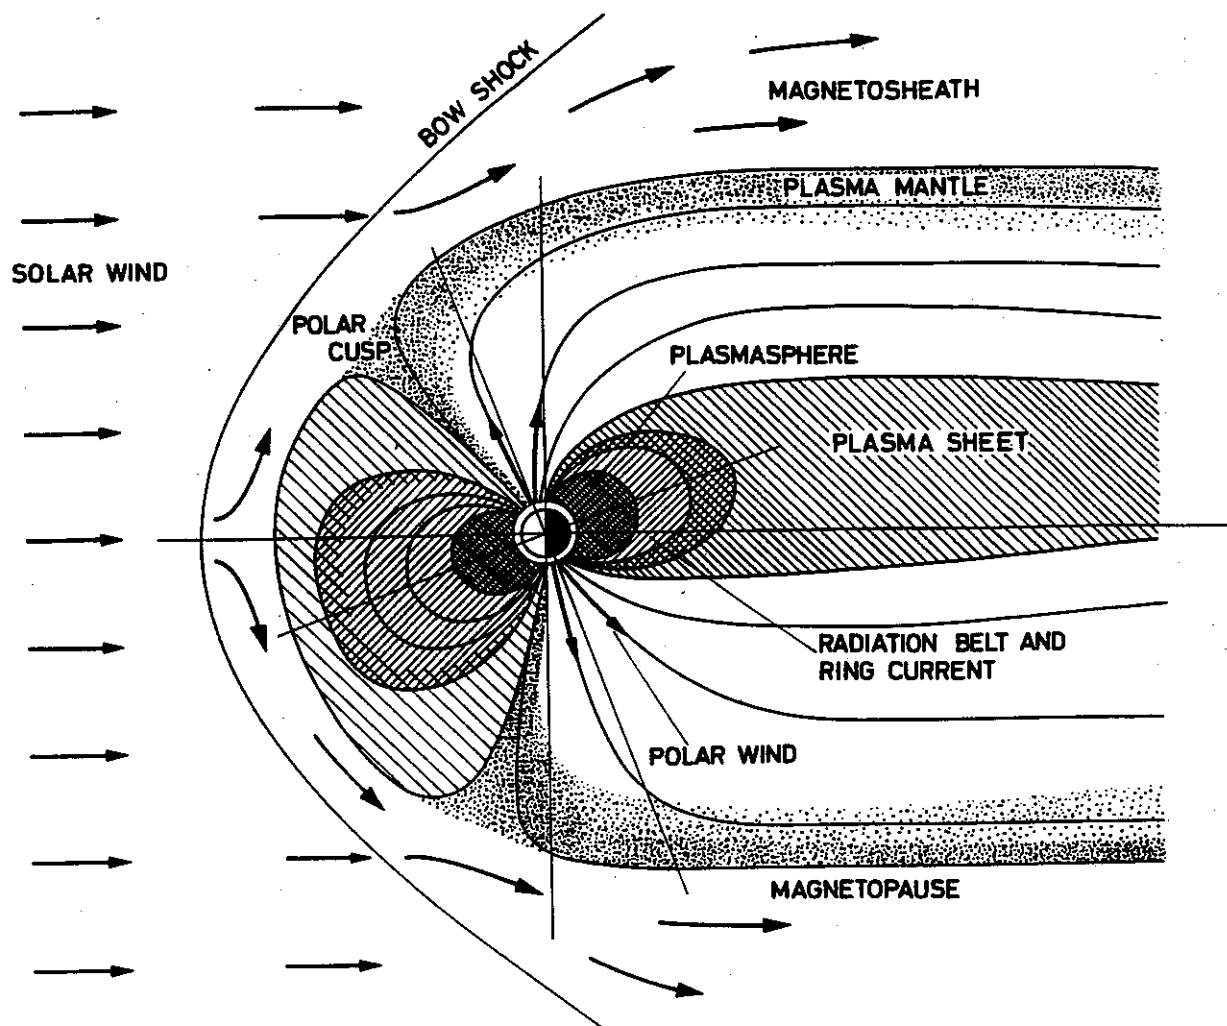 BOW SHOCK
MAGNETOSHEATH
PLASMA MANTLE
SOLAR WIND
POLAR
CUSP
PLASMASPHERE
PLASMA SHEET
RADIATION BELT AND
RING CURRENT
POLAR WIND
MAGNETOPAUSE